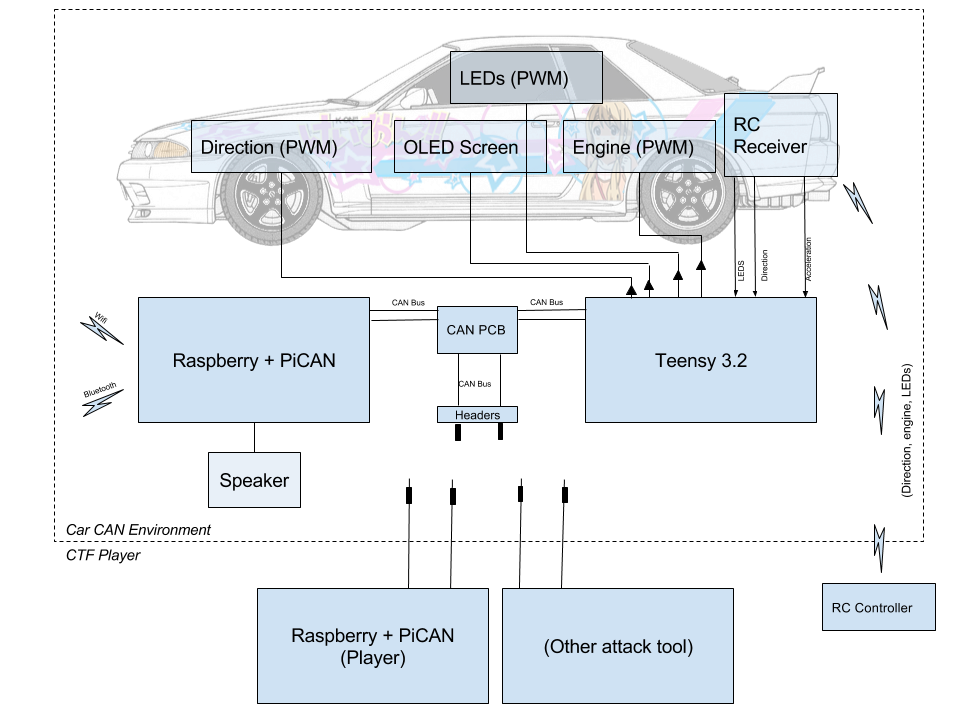 LEDs (PWM)
RC
Receiver
Direction (PWM)
OLED Screen
Engine (PWM)
LEDS
Direction
Acceleration
Wifi
Bluetooth
Raspberry + PiCAN
CAN Bus
CAN PCB
CAN Bus
CAN Bus
Headers
Teensy 3.2
Speaker
(Direction, engine, LEDs)
Car CAN Environment
CTF Player
Raspberry + PiCAN
(Player)
(Other attack tool)
RC Controller